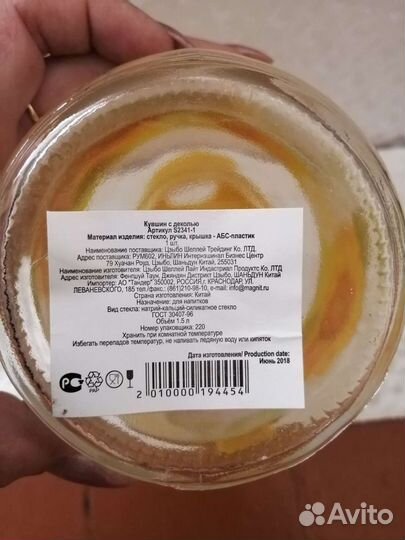 Кувшин с деколью
Артикул S2341-1
Материал изделия: стекло, ручка, крышка - АБС-пластик
1 шт.
Наименование поставщика: Цзыбо Шеллей Трейдинг Ко, ЛТД.
Адрес поставщика: РУМ602, ИНЬЛИН Интернэшинал Бизнес Центр
79 Хуачан Роуд, Цзыбо, Шаньдун Китай, 255031
Наименование изготовителя: Цзыбо Шеллей Лайт Индастриал Продуктс Ко, ЛТД
Адрес изготовителя: Фенгшуй Таун, Джиндян Дистрикт Цзыбо, ШАНЬДУН Китай
Импортер: АО "Тандер" 350002, РОССИЯ, г. КРАСНОДАР, УЛ.
ЛЕВАНЕВСКОГО, 185 тел./факс: (861)210-98-10, e-mail: info@magnit.ru
Страна изготовления: Китай
Назначение: для напитков
Вид стекла: натрий-кальций-силикатное стекло
ГОСТ 30407-96
Объём 1.5 л
Номер упаковщика: 220
Хранить при комнатной температуре
Избегать перепадов температур, не наливать ледяную воду или кипяток
Дата изготовления/ Production date:
Июнь 2018
РСТ
PAP
2 010000 194454
Avito